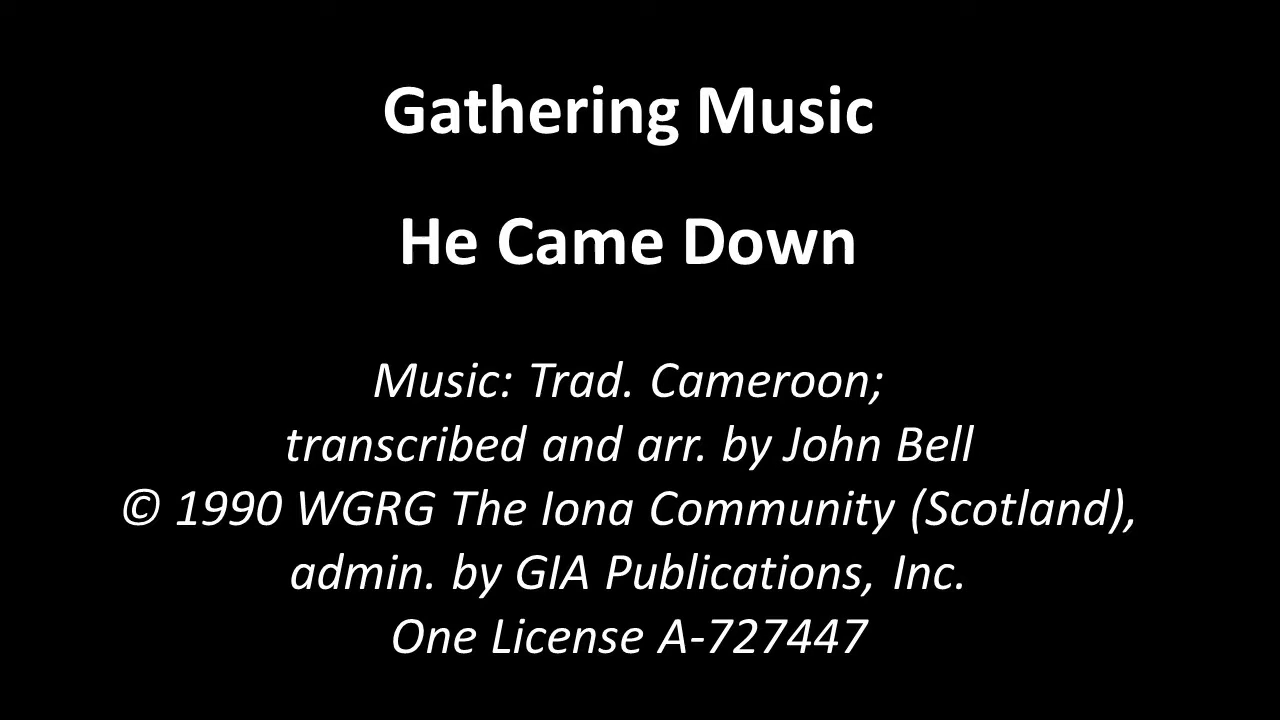 Gathering Music
He Came Down
Music: Trad. Cameroon;
transcribed and arr. by John Bell
© 1990 WGRG The Iona Community (Scotland),
admin. by GIA Publications, Inc.
One License A-727447